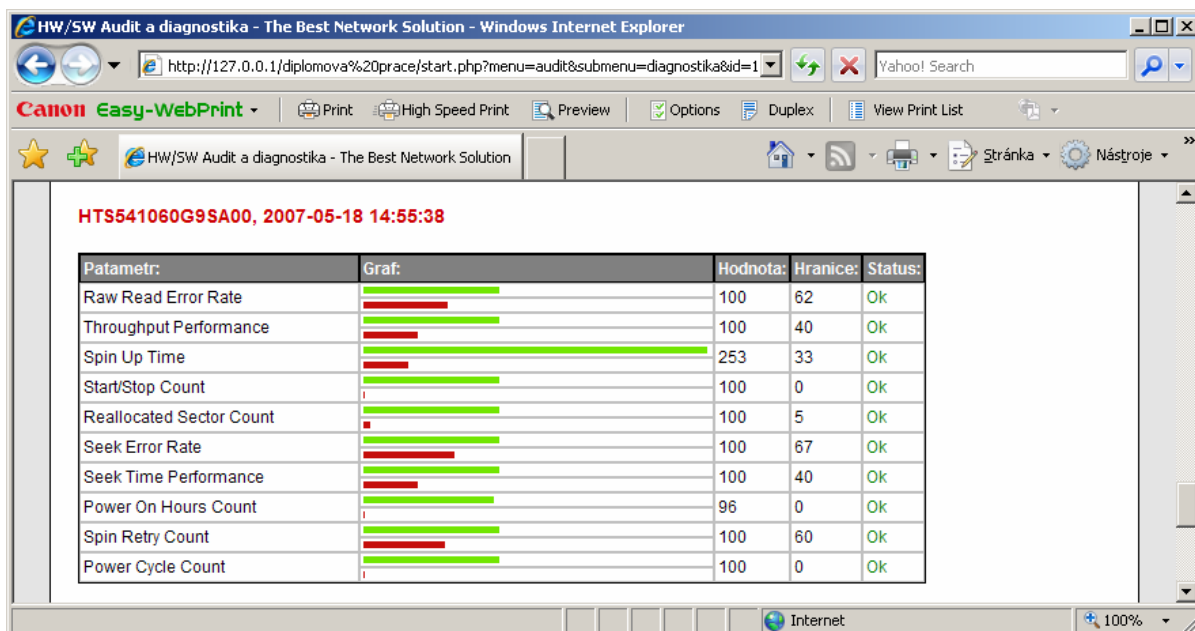 HW/SW Audit a diagnostika - The Best Network Solution - Windows Internet Explorer
http://127.0.0.1/diplomova%20prace/start.php?menu=audit&submenu=diagnostika&id=1
Yahoo! Search
Canon Easy-WebPrint Print High Speed Print Preview Options Duplex View Print List
HW/SW Audit a diagnostika - The Best Network Solution Stránka Nástroje »
HTS541060G9SA00, 2007-05-18 14:55:38
Patametr: Graf: Hodnota: Hranice: Status:
Raw Read Error Rate 100 62 Ok
Throughput Performance 100 40 Ok
Spin Up Time 253 33 Ok
Start/Stop Count 100 0 Ok
Reallocated Sector Count 100 5 Ok
Seek Error Rate 100 67 Ok
Seek Time Performance 100 40 Ok
Power On Hours Count 96 0 Ok
Spin Retry Count 100 60 Ok
Power Cycle Count 100 0 Ok
Internet 100%